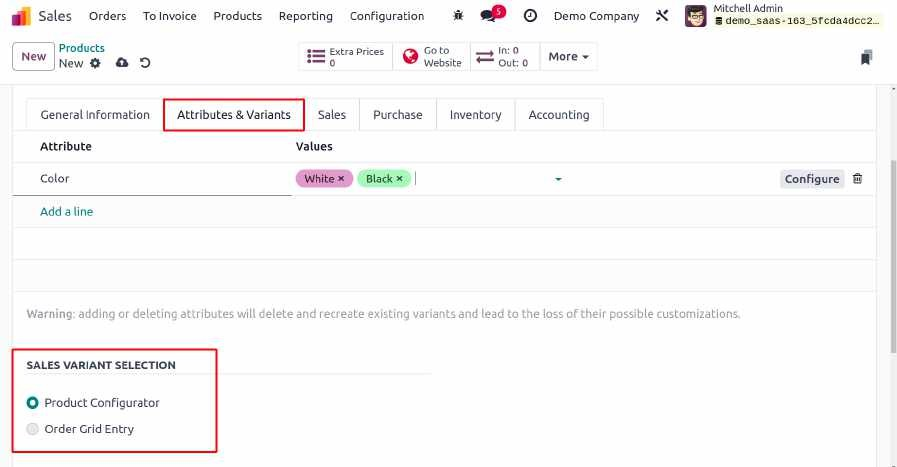 Sales Orders To Invoice Products Reporting Configuration 5 Demo Company Mitchell Admin
demo_saas-163_5fcda4dcc2...
New Products
New
Extra Prices
0
Go to
Website
In: 0
Out: 0
More
General Information Attributes & Variants Sales Purchase Inventory Accounting
Attribute Values
Color White × Black × Configure
Add a line
Warning: adding or deleting attributes will delete and recreate existing variants and lead to the loss of their possible customizations.
SALES VARIANT SELECTION
Product Configurator
Order Grid Entry